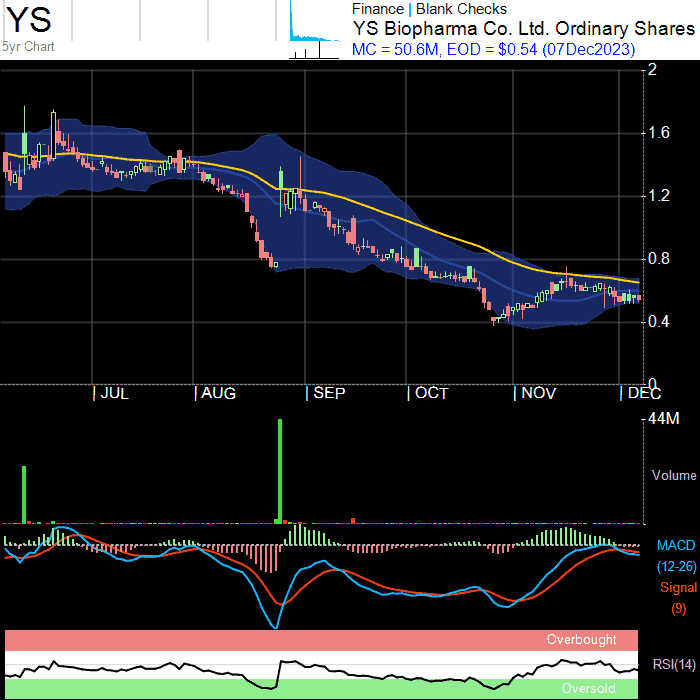 YS
5yr Chart
Finance | Blank Checks
YS Biopharma Co. Ltd. Ordinary Shares
MC = 50.6M, EOD = $0.54 (07Dec2023)
2
1.6
1.2
0.8
0.4
0
| JUL
| AUG
| SEP
| OCT
| NOV
| DEC
44M
Volume
MACD
(12-26)
Signal
(9)
Overbought
RSI(14)
Oversold